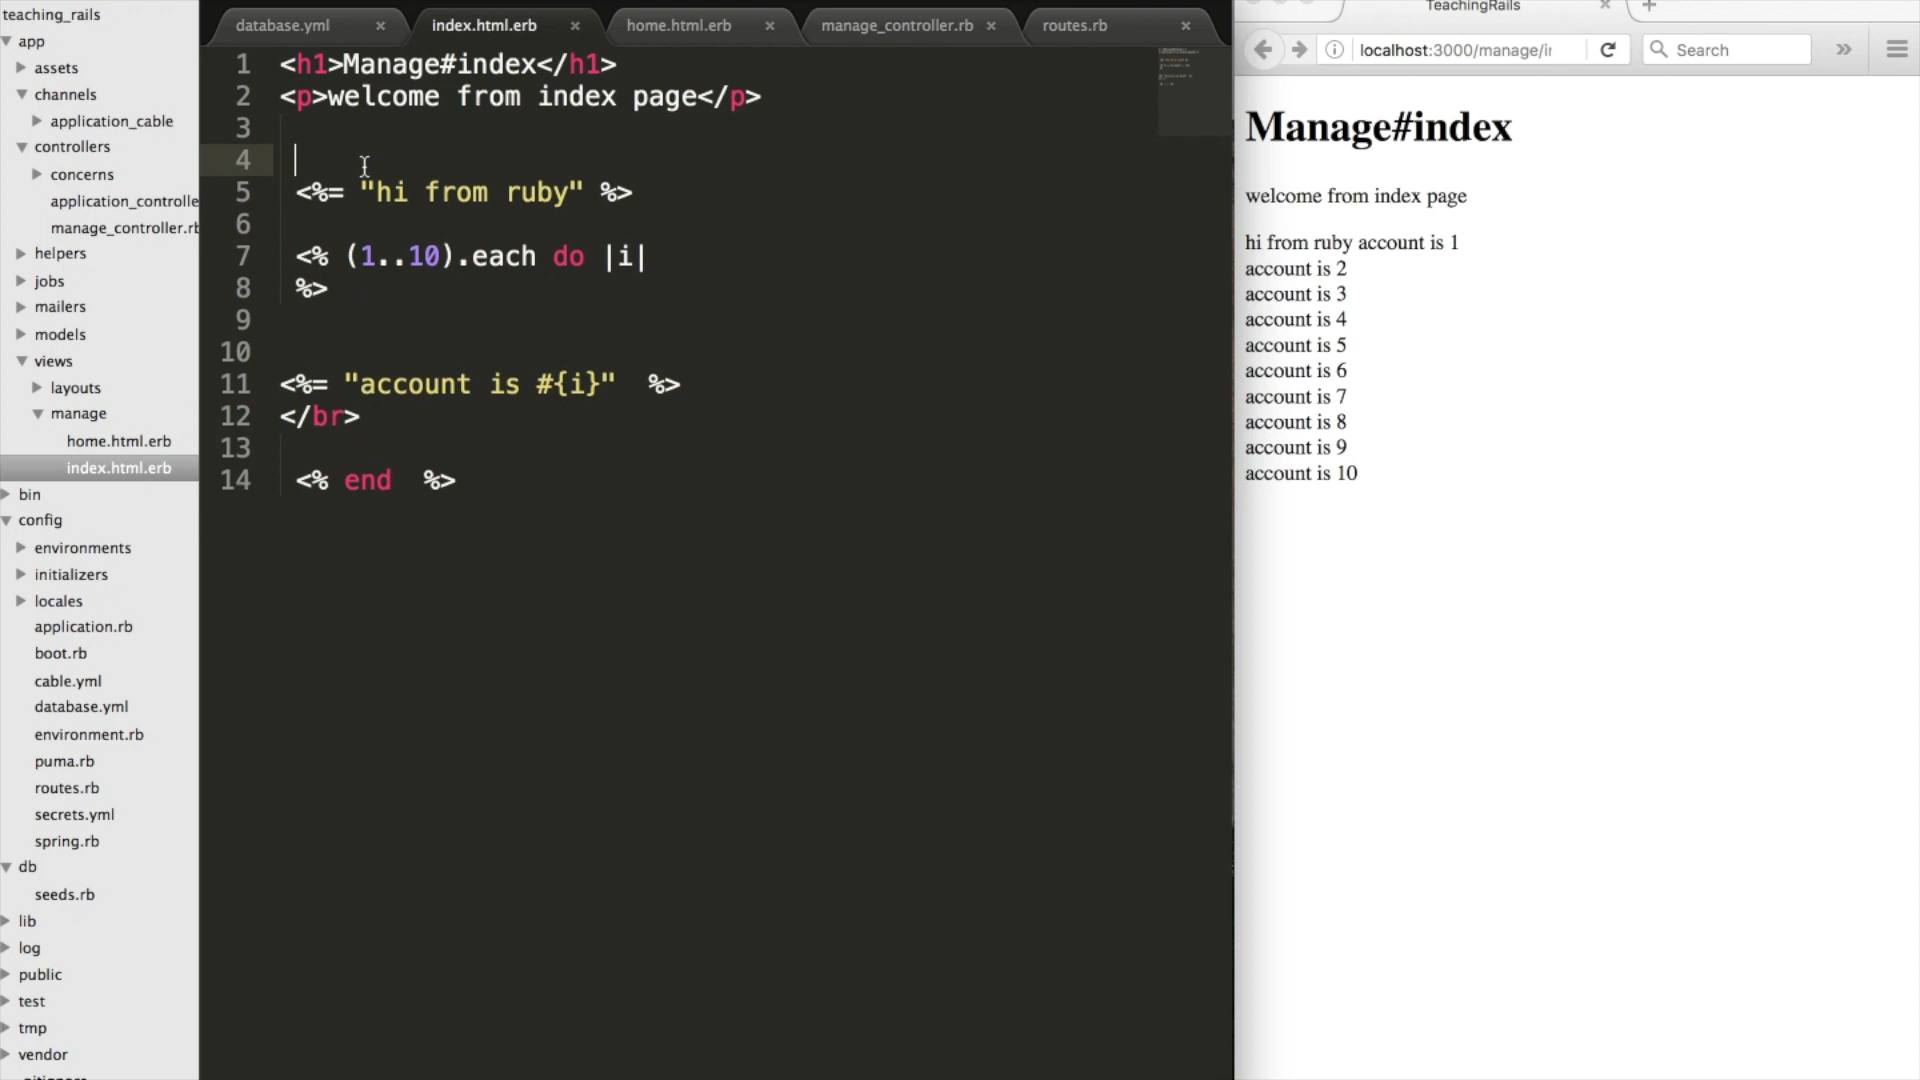 teaching_rails
app
assets
channels
application_cable
controllers
concerns
application_controlle
manage_controller.rb
helpers
jobs
mailers
models
views
layouts
manage
home.html.erb
index.html.erb
bin
config
environments
initializers
locales
application.rb
boot.rb
cable.yml
database.yml
environment.rb
puma.rb
routes.rb
secrets.yml
spring.rb
db
seeds.rb
lib
log
public
test
tmp
vendor
database.yml × index.html.erb × home.html.erb × manage_controller.rb × routes.rb ×
1 <h1>Manage#index</h1>
2 <p>welcome from index page</p>
3
4
5 <%= "hi from ruby" %>
6
7 <% (1..10).each do |i|
8 %>
9
10
11 <%= "account is #{i}"  %>
12 </br>
13
14 <% end  %>
TeachingRails × +
localhost:3000/manage/ir
Search
Manage#index
welcome from index page
hi from ruby account is 1
account is 2
account is 3
account is 4
account is 5
account is 6
account is 7
account is 8
account is 9
account is 10